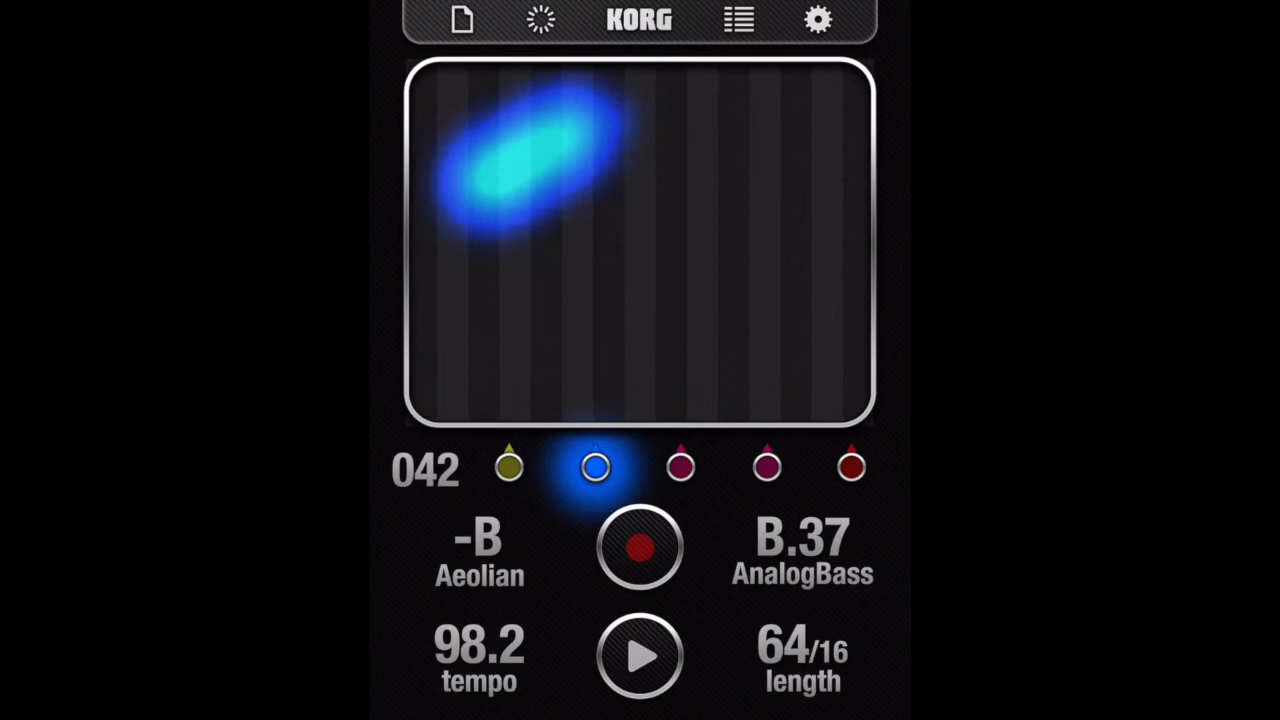 KORG
042
-B
Aeolian
B.37
AnalogBass
98.2
tempo
64/16
length